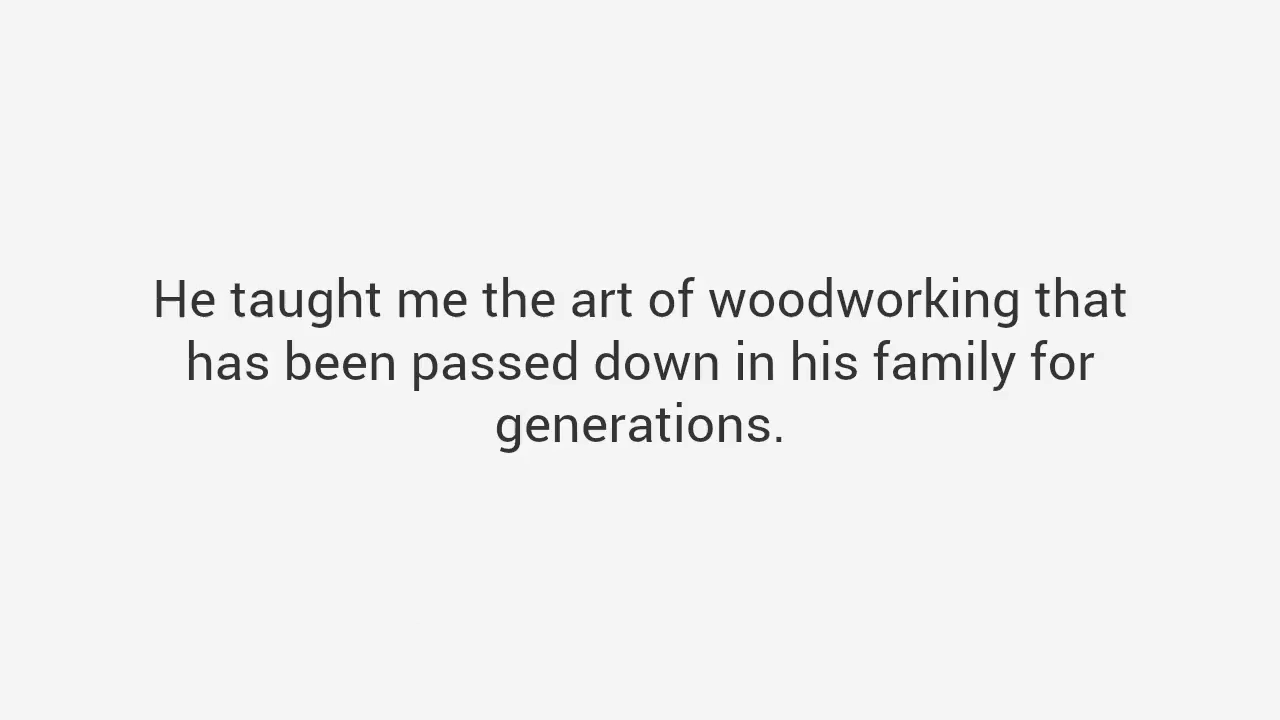 He taught me the art of woodworking that
has been passed down in his family for
generations.